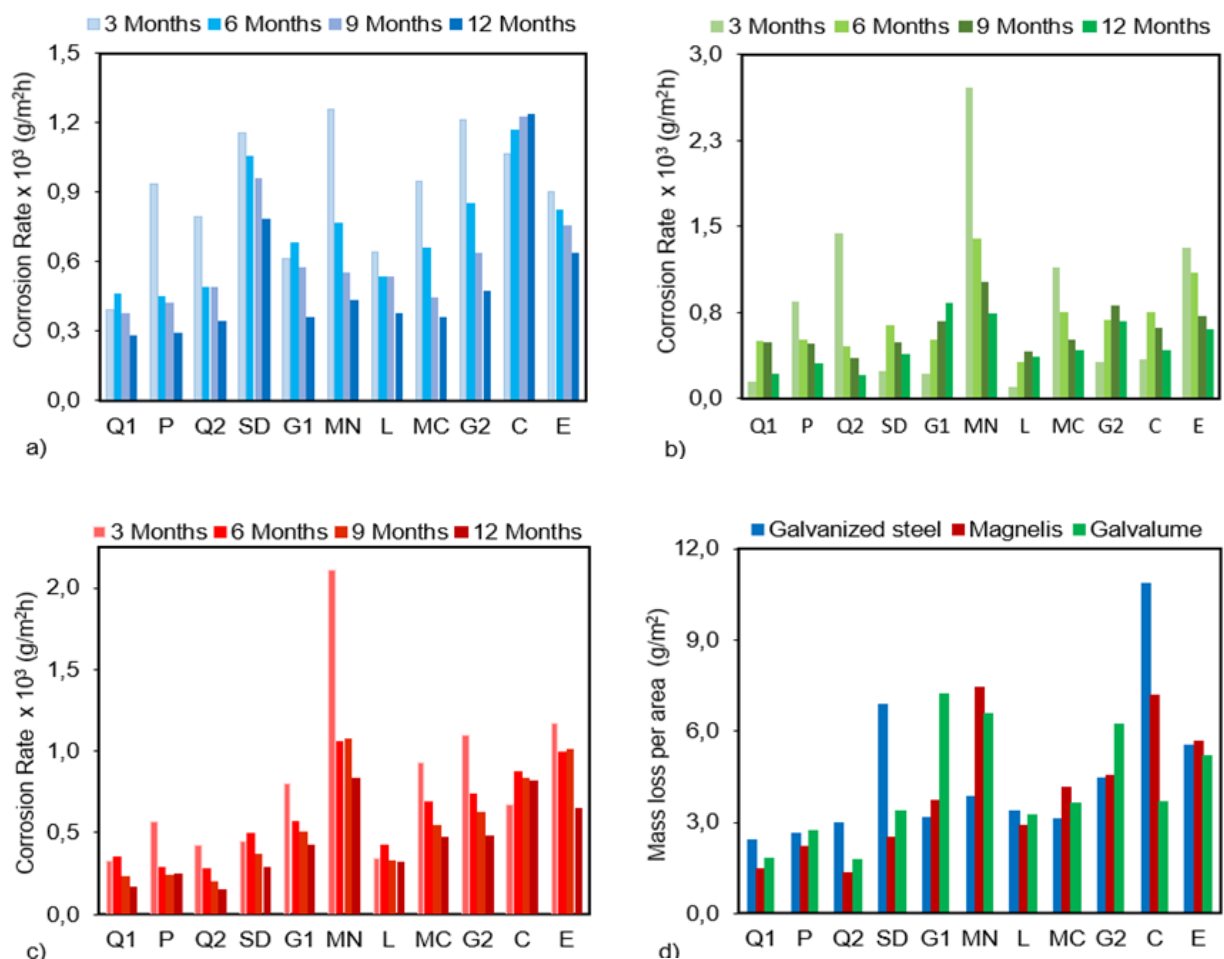 3 Months 6 Months 9 Months 12 Months
Corrosion Rate x 10³ (g/m²h)
1,5
1,2
0,9
0,6
0,3
0,0
Q1 P Q2 SD G1 MN L MC G2 C E
a)
3 Months 6 Months 9 Months 12 Months
Corrosion Rate x 10³ (g/m²h)
3,0
2,3
1,5
0,8
0,0
Q1 P Q2 SD G1 MN L MC G2 C E
b)
3 Months 6 Months 9 Months 12 Months
Corrosion Rate x 10³ (g/m²h)
2,0
1,0
0,5
0,0
Q1 P Q2 SD G1 MN L MC G2 C E
c)
Galvanized steel Magnelis Galvalume
Mass loss per area (g/m²)
12,0
9,0
6,0
3,0
0,0
Q1 P Q2 SD G1 MN L MC G2 C E
d)